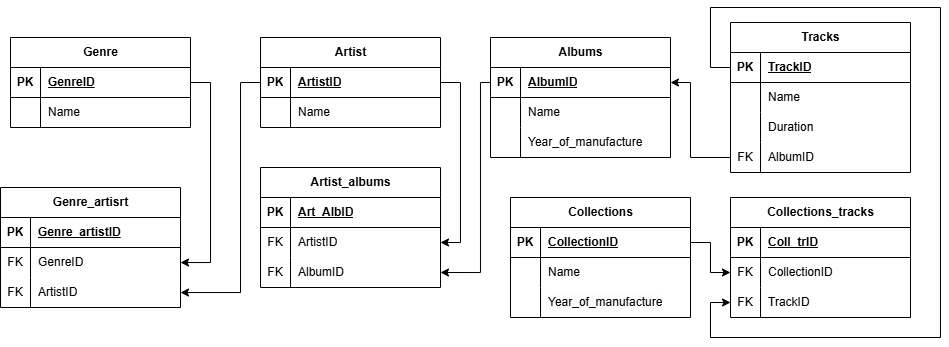 Genre
PK GenreID
Name
Artist
PK ArtistID
Name
Albums
PK AlbumID
Name
Year_of_manufacture
Tracks
PK TrackID
Name
Duration
FK AlbumID
Genre_artisrt
PK Genre_artistID
FK GenreID
FK ArtistID
Artist_albums
PK Art_AlbID
FK ArtistID
FK AlbumID
Collections
PK CollectionID
Name
Year_of_manufacture
Collections_tracks
PK Coll_trID
FK CollectionID
FK TrackID